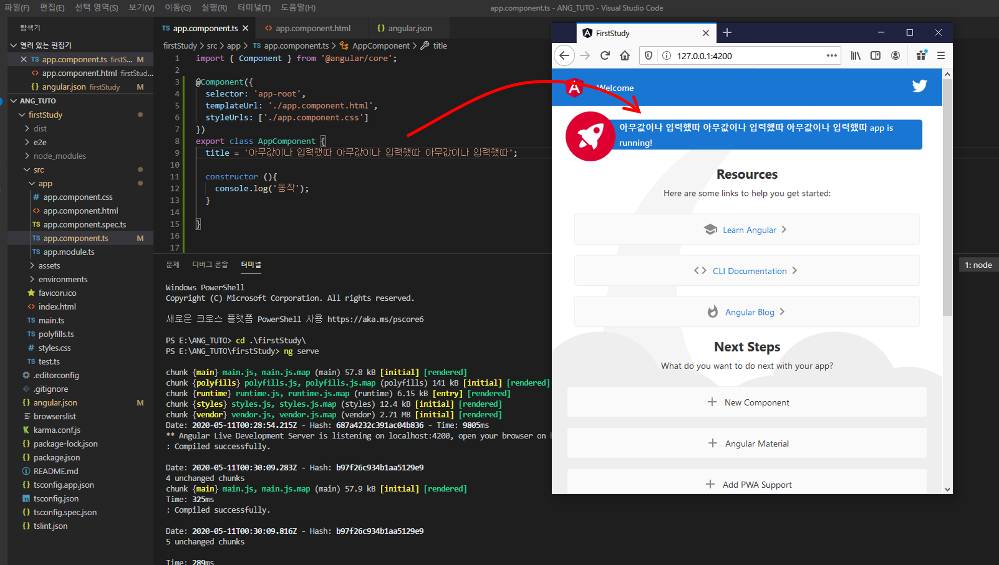 파일(F) 편집(E) 선택 영역(S) 보기(V) 이동(G) 실행(R) 터미널(T) 도움말(H)
app.component.ts - ANG_TUTO - Visual Studio Code
탐색기
열려 있는 편집기
TS app.component.ts firstS... M
<> app.component.html firstStud...
{} angular.json firstStudy M
ANG_TUTO
firstStudy
dist
e2e
node_modules
src
app
# app.component.css
<> app.component.html
TS app.component.spec.ts
TS app.component.ts M
TS app.module.ts
assets
environments
favicon.ico
<> index.html
TS main.ts
TS polyfills.ts
# styles.css
TS test.ts
.editorconfig
.gitignore
{} angular.json M
browserslist
karma.conf.js
{} package-lock.json
{} package.json
README.md
{} tsconfig.app.json
TS tsconfig.json
{} tsconfig.spec.json
{} tslint.json
TS app.component.ts
<> app.component.html
{} angular.json
firstStudy > src > app > TS app.component.ts > AppComponent > title
1 import { Component } from '@angular/core';
2
3 @Component({
4 selector: 'app-root',
5 templateUrl: './app.component.html',
6 styleUrls: ['./app.component.css']
7 })
8 export class AppComponent {
9 title = '아무값이나 입력했따 아무값이나 입력했따 아무값이나 입력했따';
10
11 constructor (){
12 console.log('동작');
13 }
14
15 }
16
17
문제 디버그 콘솔 터미널
1: node
Windows PowerShell
Copyright (C) Microsoft Corporation. All rights reserved.
새로운 크로스 플랫폼 PowerShell 사용 https://aka.ms/pscore6
PS E:\ANG_TUTO> cd .\firstStudy\
PS E:\ANG_TUTO\firstStudy> ng serve
chunk {main} main.js, main.js.map (main) 57.8 kB [initial] [rendered]
chunk {polyfills} polyfills.js, polyfills.js.map (polyfills) 141 kB [initial] [rendered]
chunk {runtime} runtime.js, runtime.js.map (runtime) 6.15 kB [entry] [rendered]
chunk {styles} styles.js, styles.js.map (styles) 12.4 kB [initial] [rendered]
chunk {vendor} vendor.js, vendor.js.map (vendor) 2.71 MB [initial] [rendered]
Date: 2020-05-11T00:28:54.215Z - Hash: 687a4232c391ac04b836 - Time: 9805ms
** Angular Live Development Server is listening on localhost:4200, open your browser on
: Compiled successfully.
Date: 2020-05-11T00:30:09.283Z - Hash: b97f26c934b1aa5129e9
4 unchanged chunks
chunk {main} main.js, main.js.map (main) 57.9 kB [initial] [rendered]
Time: 325ms
: Compiled successfully.
Date: 2020-05-11T00:30:09.816Z - Hash: b97f26c934b1aa5129e9
5 unchanged chunks
Time: 289ms
FirstStudy
127.0.0.1:4200
Welcome
아무값이나 입력했따 아무값이나 입력했따 아무값이나 입력했따 app is
running!
Resources
Here are some links to help you get started:
Learn Angular
CLI Documentation
Angular Blog
Next Steps
What do you want to do next with your app?
New Component
Angular Material
Add PWA Support